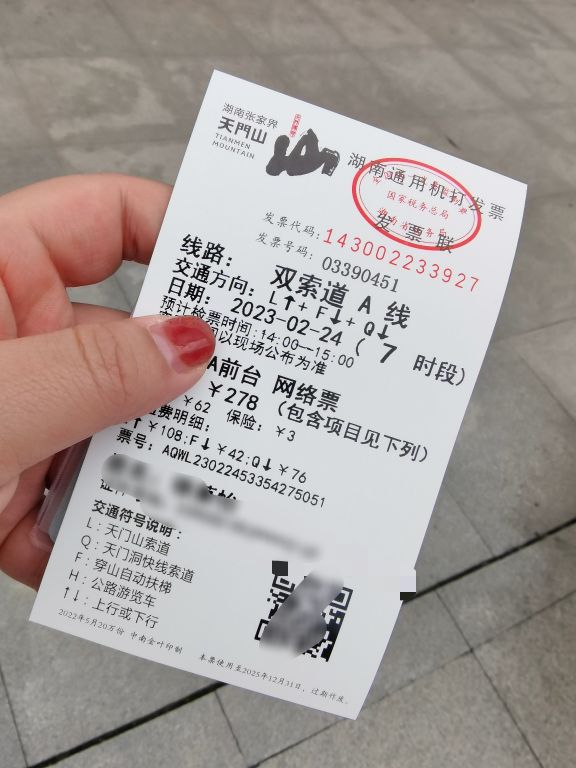 湖南张家界
天門山
TIANMEN
MOUNTAIN
湖南通用机打发票
国家税务总局
发票联
发票代码: 143002233927
发票号码: 03390451
线路: 双索道 A 线
交通方向: L↑+ F↓+ Q↓
日期: 2023-02-24 ( 7 时段)
预计检票时间:14:00--15:00
以现场公布为准
A前台 网络票
¥278 (包含项目见下列)
¥62 保险: ¥3
费明细:
↑¥108:F↓¥42:Q↓¥76
票号: AQWL23022453354275051
交通符号说明:
L: 天门山索道
Q: 天门洞快线索道
F: 穿山自动扶梯
H: 公路游览车
↑↓: 上行或下行
2022年5月20万份 中南金叶印制
本票使用至2025年12月31日, 过期作废。